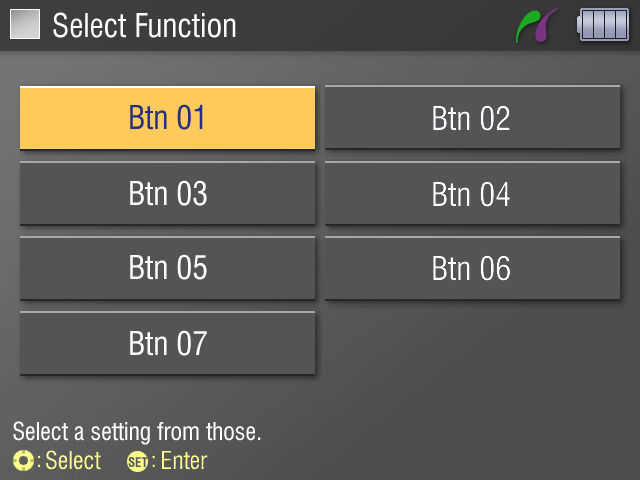 Select Function
Btn 01 Btn 02
Btn 03 Btn 04
Btn 05 Btn 06
Btn 07
Select a setting from those.
: Select SET : Enter